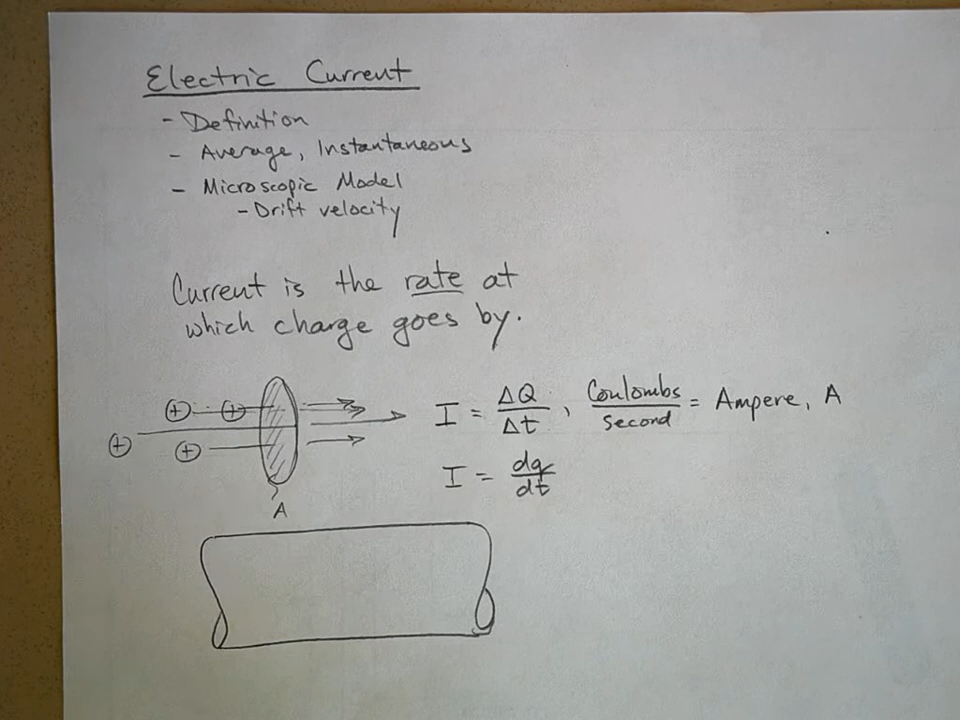 Electric Current
- Definition
- Average, Instantaneous
- Microscopic Model
- Drift velocity
Current is the rate at
which charge goes by.
+ +
+ +
A
I = ΔQ/Δt , Coulombs/Second = Ampere, A
I = dq/dt